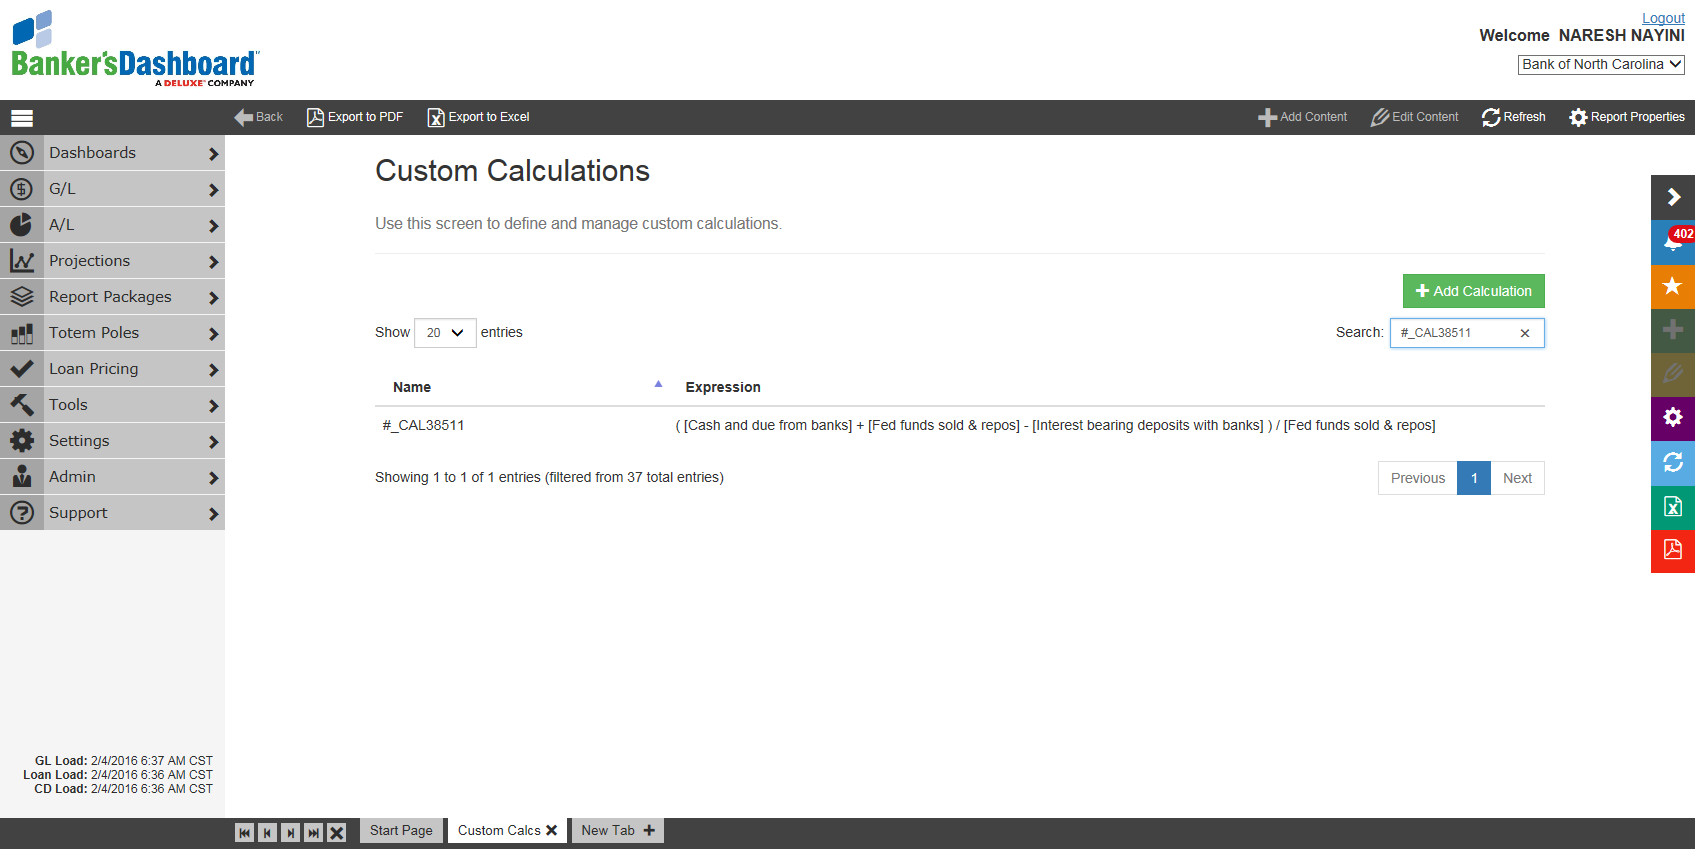 Banker'sDashboard
A DELUXE COMPANY
Logout
Welcome NARESH NAYINI
Bank of North Carolina
Back
Export to PDF
Export to Excel
Add Content
Edit Content
Refresh
Report Properties
Dashboards
G/L
A/L
Projections
Report Packages
Totem Poles
Loan Pricing
Tools
Settings
Admin
Support
GL Load: 2/4/2016 6:37 AM CST
Loan Load: 2/4/2016 6:36 AM CST
CD Load: 2/4/2016 6:36 AM CST
Custom Calculations
Use this screen to define and manage custom calculations.
Add Calculation
Show 20 entries
Search: #_CAL38511
Name Expression
#_CAL38511 ( [Cash and due from banks] + [Fed funds sold & repos] - [Interest bearing deposits with banks] ) / [Fed funds sold & repos]
Showing 1 to 1 of 1 entries (filtered from 37 total entries)
Previous 1 Next
402
Start Page
Custom Calcs
New Tab